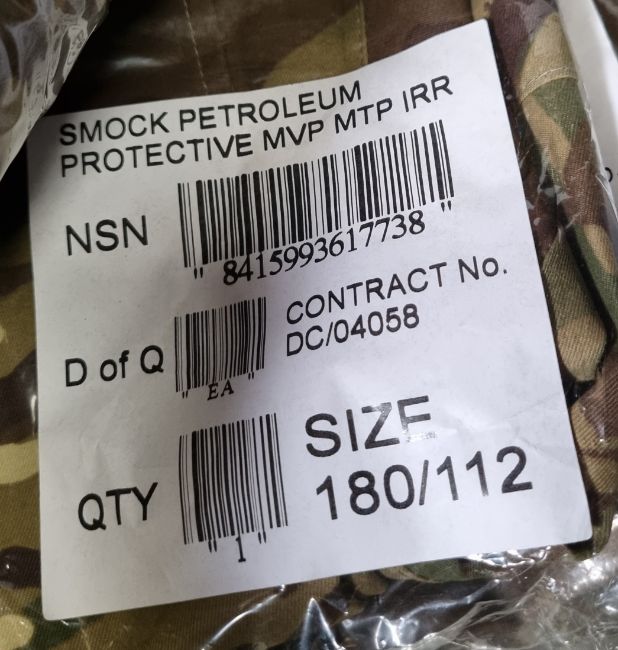 SMOCK PETROLEUM
PROTECTIVE MVP MTP IRR
NSN
" 8415993617738 "
D of Q
" EA "
CONTRACT No.
DC/04058
QTY
" 1 "
SIZE
180/112